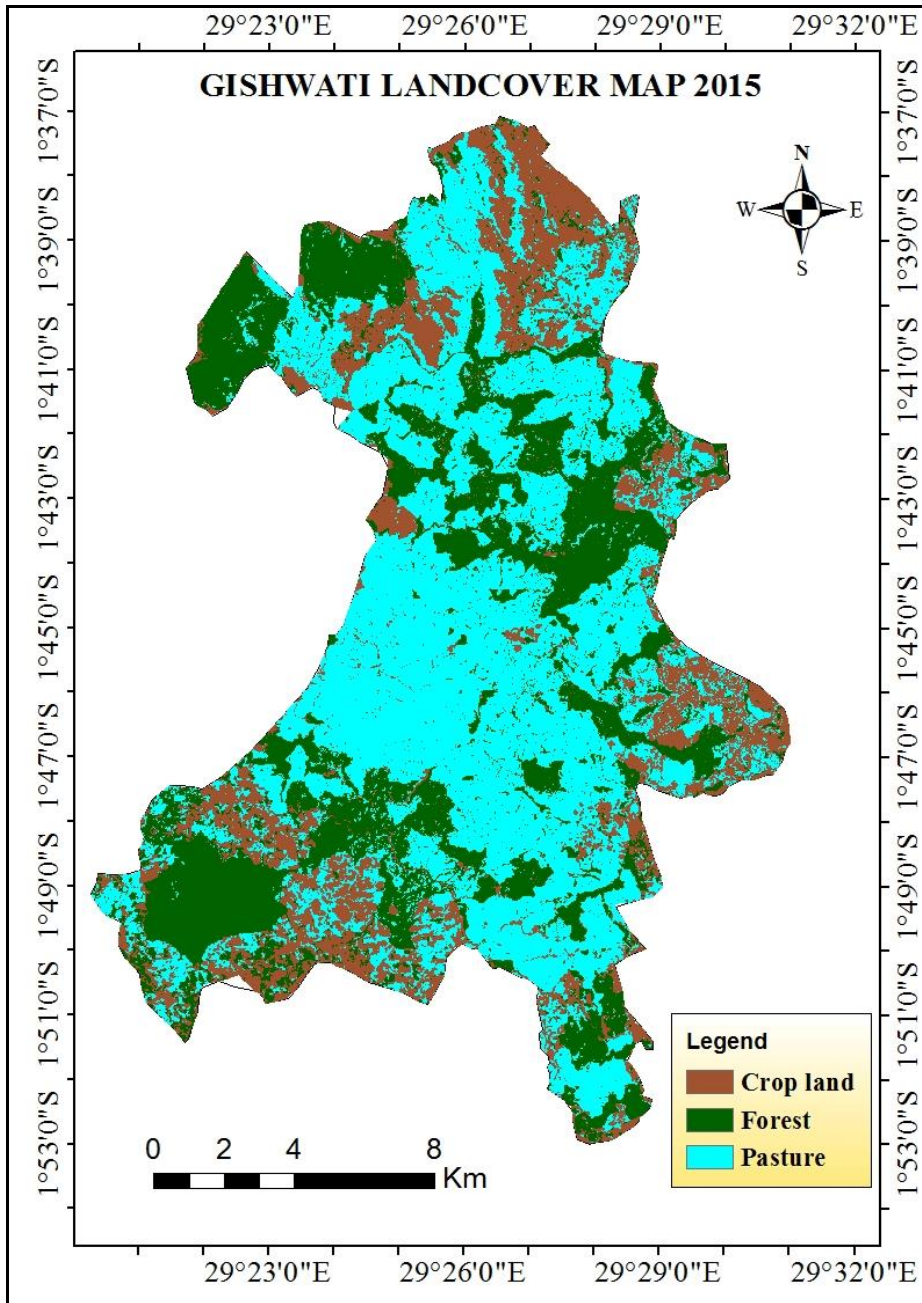 29°23'0"E 29°26'0"E 29°29'0"E 29°32'0"E
GISHWATI LANDCOVER MAP 2015
N
W E
S
1°37'0"S 1°37'0"S
1°39'0"S 1°39'0"S
1°41'0"S 1°41'0"S
1°43'0"S 1°43'0"S
1°45'0"S 1°45'0"S
1°47'0"S 1°47'0"S
1°49'0"S 1°49'0"S
1°51'0"S 1°51'0"S
1°53'0"S 1°53'0"S
Legend
Crop land
Forest
Pasture
0 2 4 8
Km
29°23'0"E 29°26'0"E 29°29'0"E 29°32'0"E